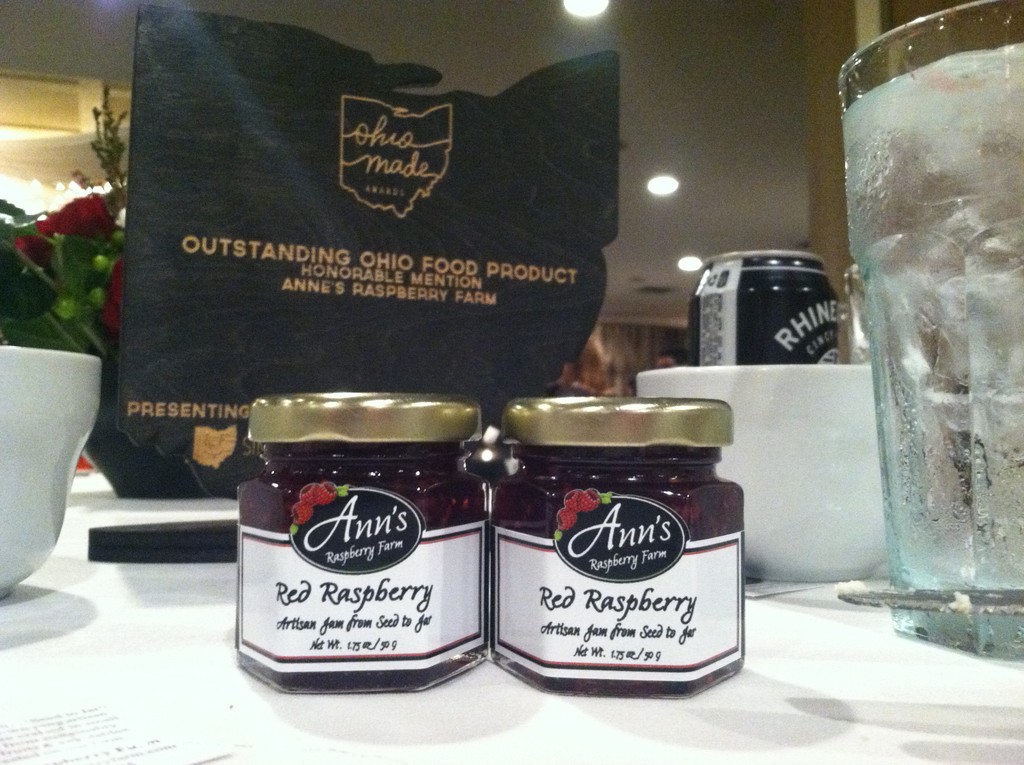 ohio
made
AWARDS
OUTSTANDING OHIO FOOD PRODUCT
HONORABLE MENTION
ANNE'S RASPBERRY FARM
PRESENTING
RHINE
Ann's
Raspberry Farm
Red Raspberry
Artisan Jam from Seed to Jar
Net Wt. 1.75 oz/50 g
Ann's
Raspberry Farm
Red Raspberry
Artisan Jam from Seed to Jar
Net Wt. 1.75 oz/50 g